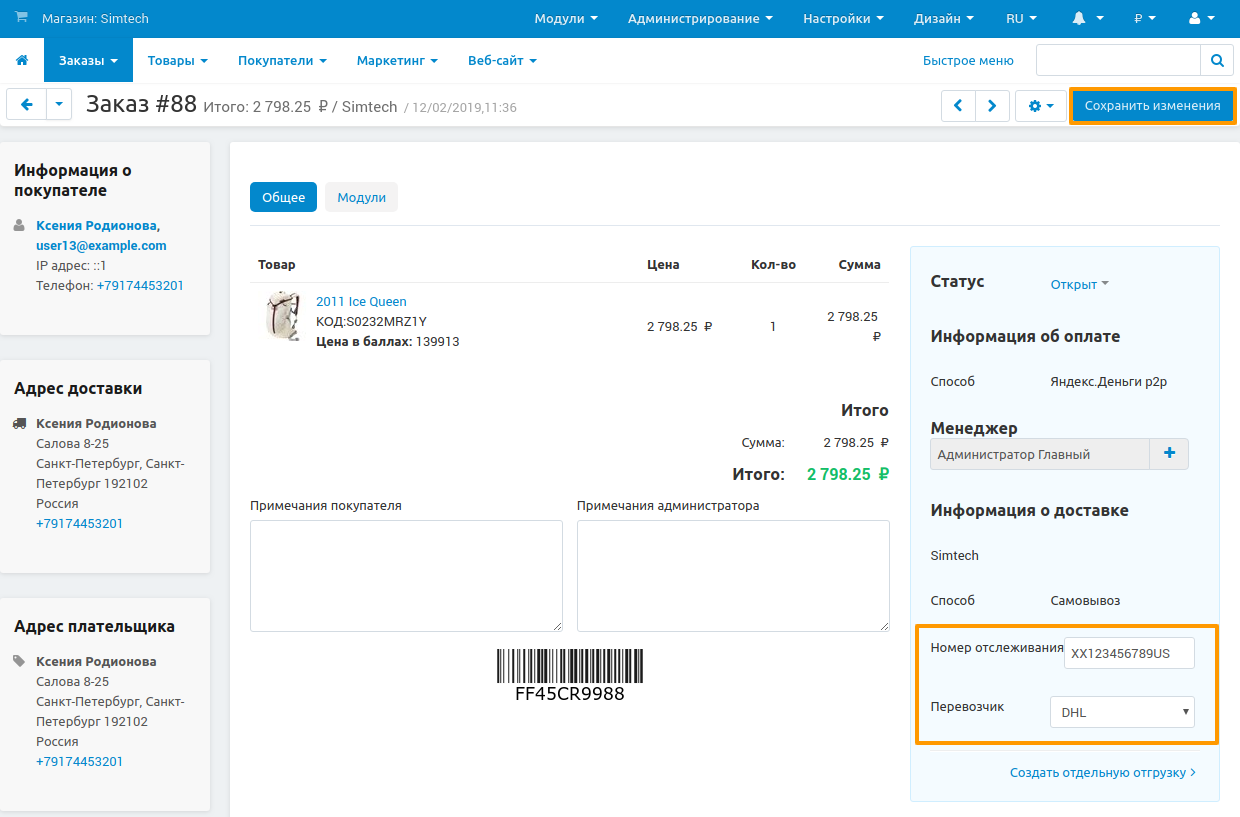 Магазин: Simtech
Модули
Администрирование
Настройки
Дизайн
RU
₽
Заказы
Товары
Покупатели
Маркетинг
Веб-сайт
Быстрое меню
Заказ #88 Итого: 2 798.25 ₽ / Simtech / 12/02/2019,11:36
Сохранить изменения
Информация о
покупателе
Ксения Родионова,
user13@example.com
IP адрес: ::1
Телефон: +79174453201
Адрес доставки
Ксения Родионова
Салова 8-25
Санкт-Петербург, Санкт-
Петербург 192102
Россия
+79174453201
Адрес плательщика
Ксения Родионова
Салова 8-25
Санкт-Петербург, Санкт-
Петербург 192102
Россия
+79174453201
Общее
Модули
Товар
Цена
Кол-во
Сумма
2011 Ice Queen
КОД:S0232MRZ1Y
Цена в баллах: 139913
2 798.25 ₽
1
2 798.25
₽
Итого
Сумма: 2 798.25 ₽
Итого: 2 798.25 ₽
Примечания покупателя
Примечания администратора
FF45CR9988
Статус
Открыт
Информация об оплате
Способ
Яндекс.Деньги p2p
Менеджер
Администратор Главный
Информация о доставке
Simtech
Способ
Самовывоз
Номер отслеживания
XX123456789US
Перевозчик
DHL
Создать отдельную отгрузку